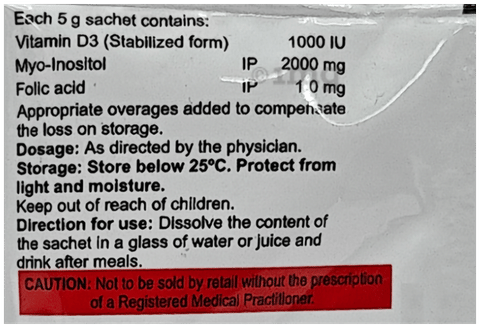 Each 5 g sachet contains:
Vitamin D3 (Stabilized form) 1000 IU
Myo-Inositol IP 2000 mg
Folic acid IP 1.0 mg
Appropriate overages added to compensate
the loss on storage.
Dosage: As directed by the physician.
Storage: Store below 25°C. Protect from
light and moisture.
Keep out of reach of children.
Direction for use: Dissolve the content of
the sachet in a glass of water or juice and
drink after meals.
CAUTION: Not to be sold by retail without the prescription
of a Registered Medical Practitioner.